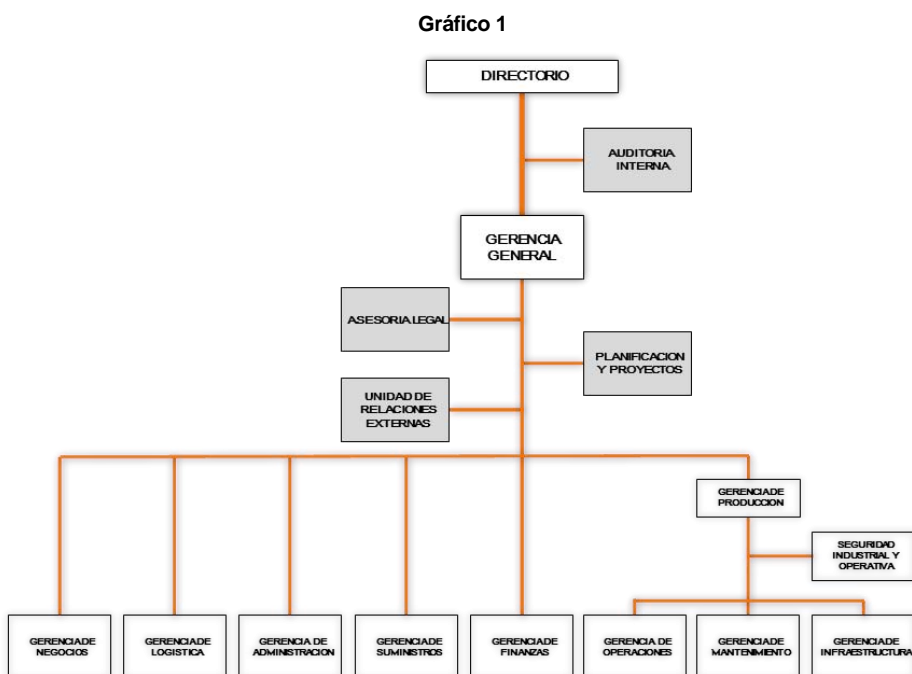 Gráfico 1
DIRECTORIO
AUDITORIA
INTERNA
GERENCIA
GENERAL
ASESORIA LEGAL
PLANIFICACION
Y PROYECTOS
UNIDAD DE
RELACIONES
EXTERNAS
GERENCIA DE
PRODUCCION
SEGURIDAD
INDUSTRIAL Y
OPERATIVA
GERENCIA DE
NEGOCIOS
GERENCIA DE
LOGISTICA
GERENCIA DE
ADMINISTRACION
GERENCIA DE
SUMINISTROS
GERENCIA DE
FINANZAS
GERENCIA DE
OPERACIONES
GERENCIA DE
MANTENIMIENTO
GERENCIA DE
INFRAESTRUCTURA